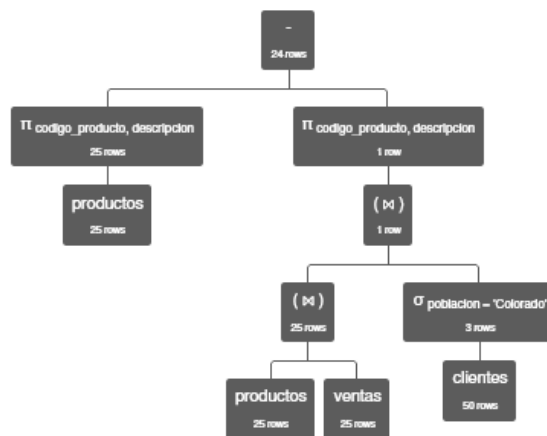 -
24 rows
π codigo_producto, descripcion
25 rows
π codigo_producto, descripcion
1 row
productos
25 rows
( ⋈ )
1 row
( ⋈ )
25 rows
σ poblacion = 'Colorado'
3 rows
productos
25 rows
ventas
25 rows
clientes
50 rows